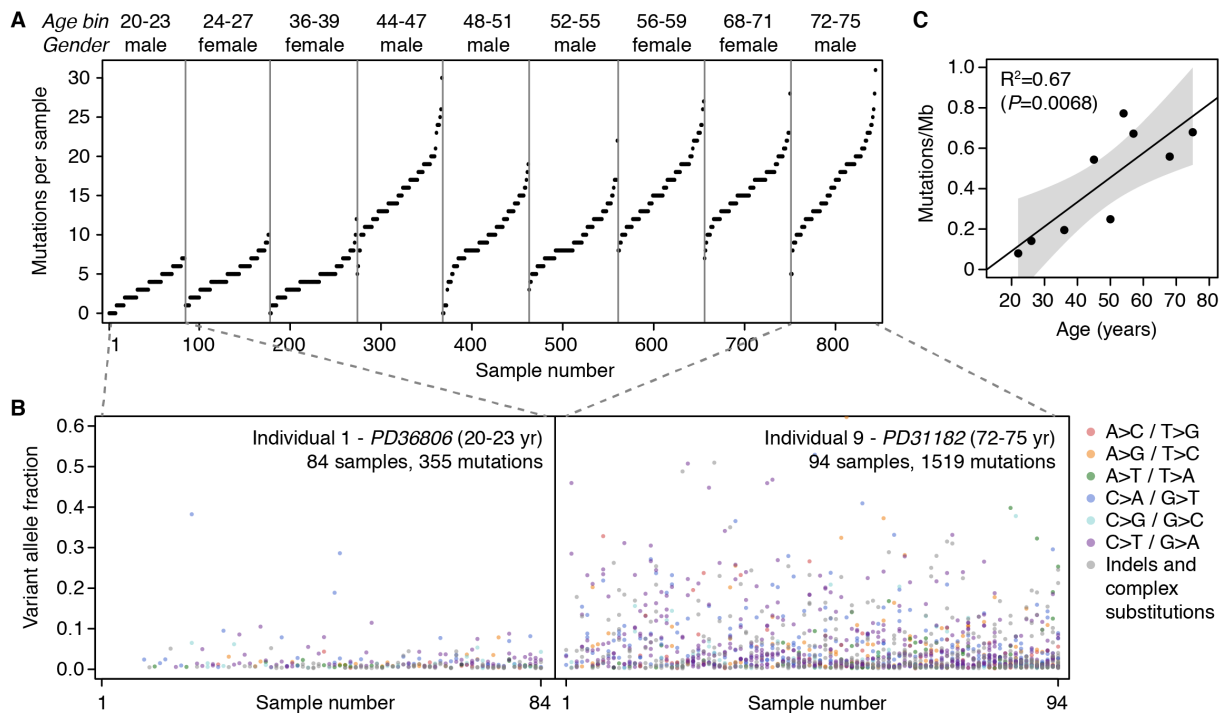 A
Age bin 20-23 24-27 36-39 44-47 48-51 52-55 56-59 68-71 72-75
Gender male female female male male male female female male
Mutations per sample
30
25
20
15
10
5
0
1 100 200 300 400 500 600 700 800
Sample number
C
R²=0.67
(P=0.0068)
Mutations/Mb
1.0
0.8
0.6
0.4
0.2
0
20 30 40 50 60 70 80
Age (years)
B
Variant allele fraction
0.6
0.5
0.4
0.3
0.2
0.1
0.0
Individual 1 - PD36806 (20-23 yr)
84 samples, 355 mutations
Individual 9 - PD31182 (72-75 yr)
94 samples, 1519 mutations
1 Sample number 84
1 Sample number 94
A>C / T>G
A>G / T>C
A>T / T>A
C>A / G>T
C>G / G>C
C>T / G>A
Indels and
complex
substitutions